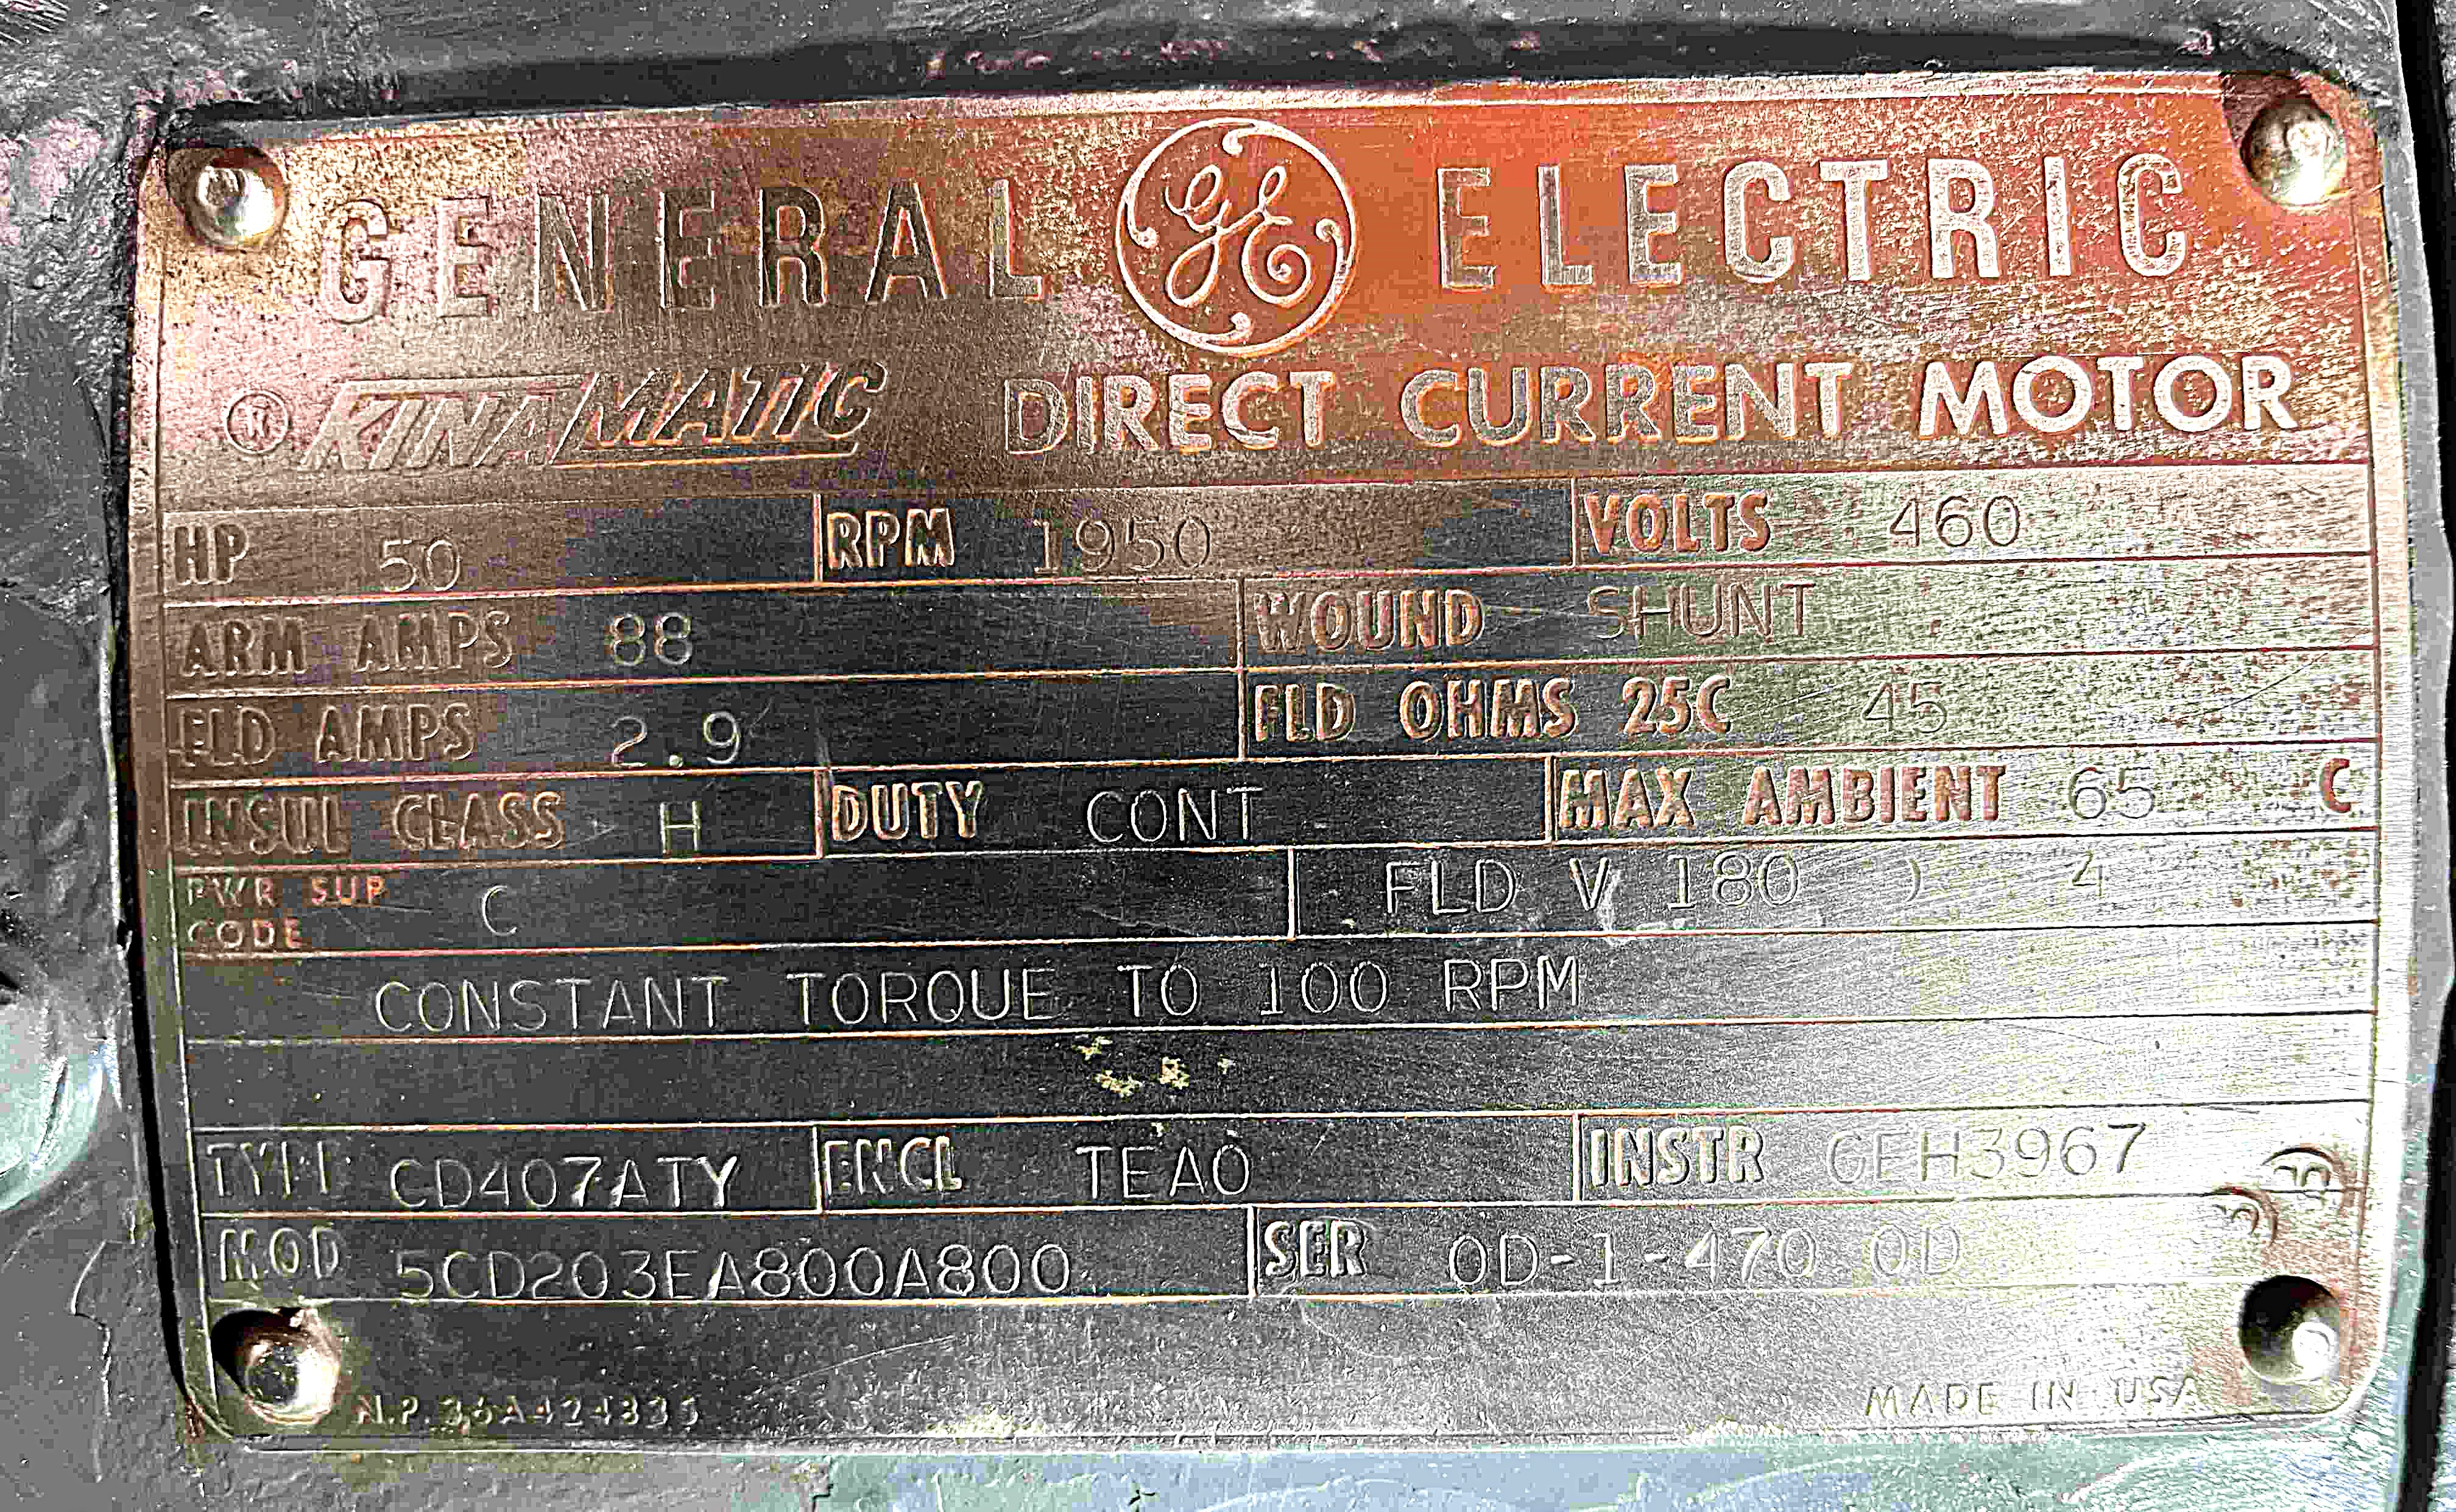 GENERAL GE ELECTRIC
® KINAMATIC DIRECT CURRENT MOTOR
HP 50 RPM 1950 VOLTS 460
ARM AMPS 88 WOUND SHUNT
FLD AMPS 2.9 FLD OHMS 25C 45
INSUL CLASS H DUTY CONT MAX AMBIENT 65 C
PWR SUP CODE C FLD V 180 ) 4
CONSTANT TORQUE TO 100 RPM
TYPE CD407ATY ENCL TEAO INSTR GEH3967
MOD 5CD203EA800A800 SER OD-1-470 OD
N.P. MADE IN USA